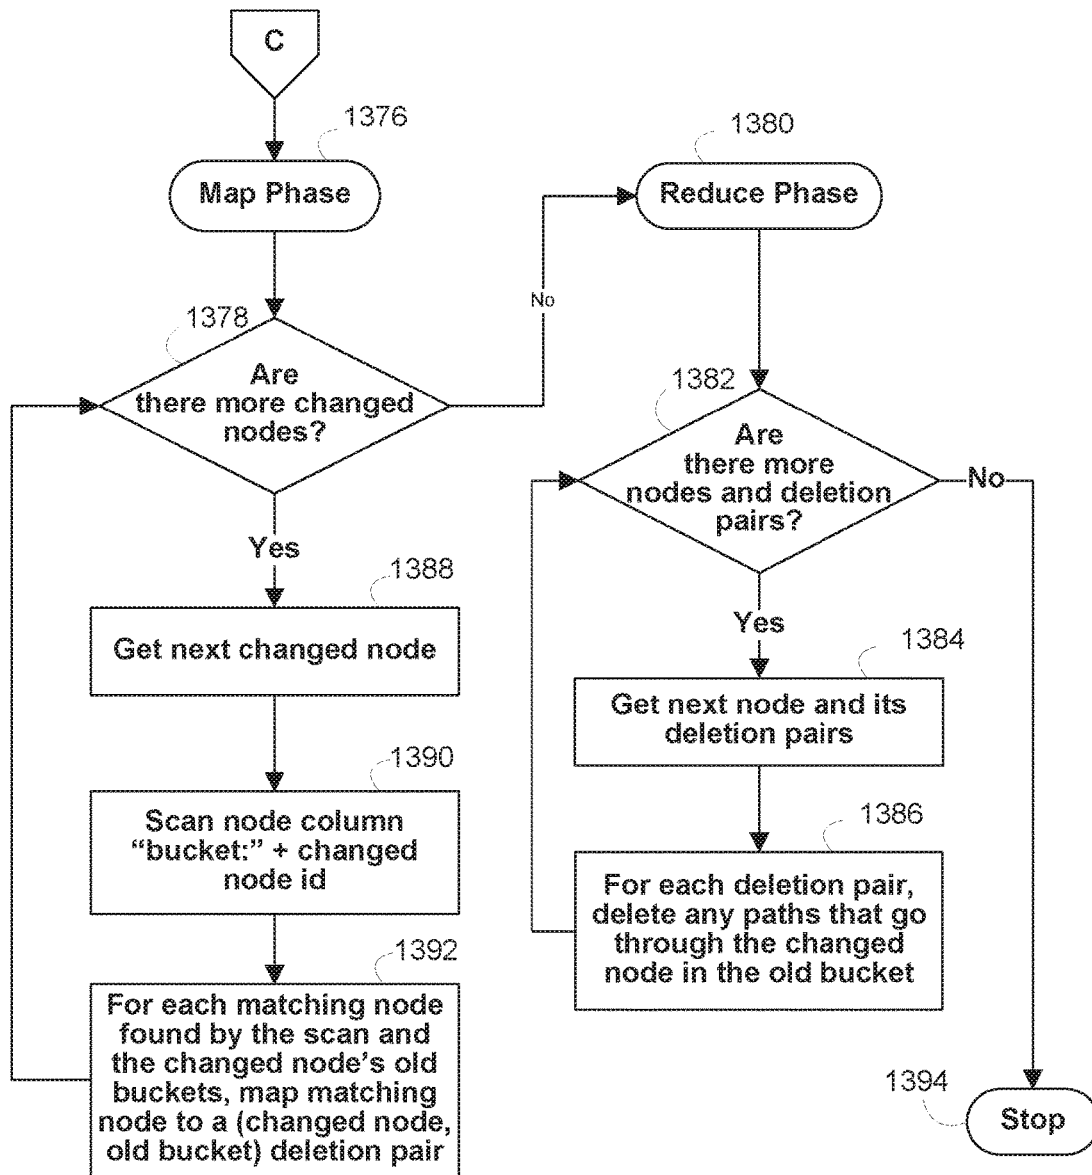 C
1376
Map Phase
1380
Reduce Phase
No
1378
Are
there more changed
nodes?
1382
Are
there more
nodes and deletion
pairs?
No
Yes
1388
Get next changed node
Yes
1384
Get next node and its
deletion pairs
1390
Scan node column
“bucket:” + changed
node id
1386
For each deletion pair,
delete any paths that go
through the changed
node in the old bucket
1392
For each matching node
found by the scan and
the changed node’s old
buckets, map matching
node to a (changed node,
old bucket) deletion pair
1394
Stop